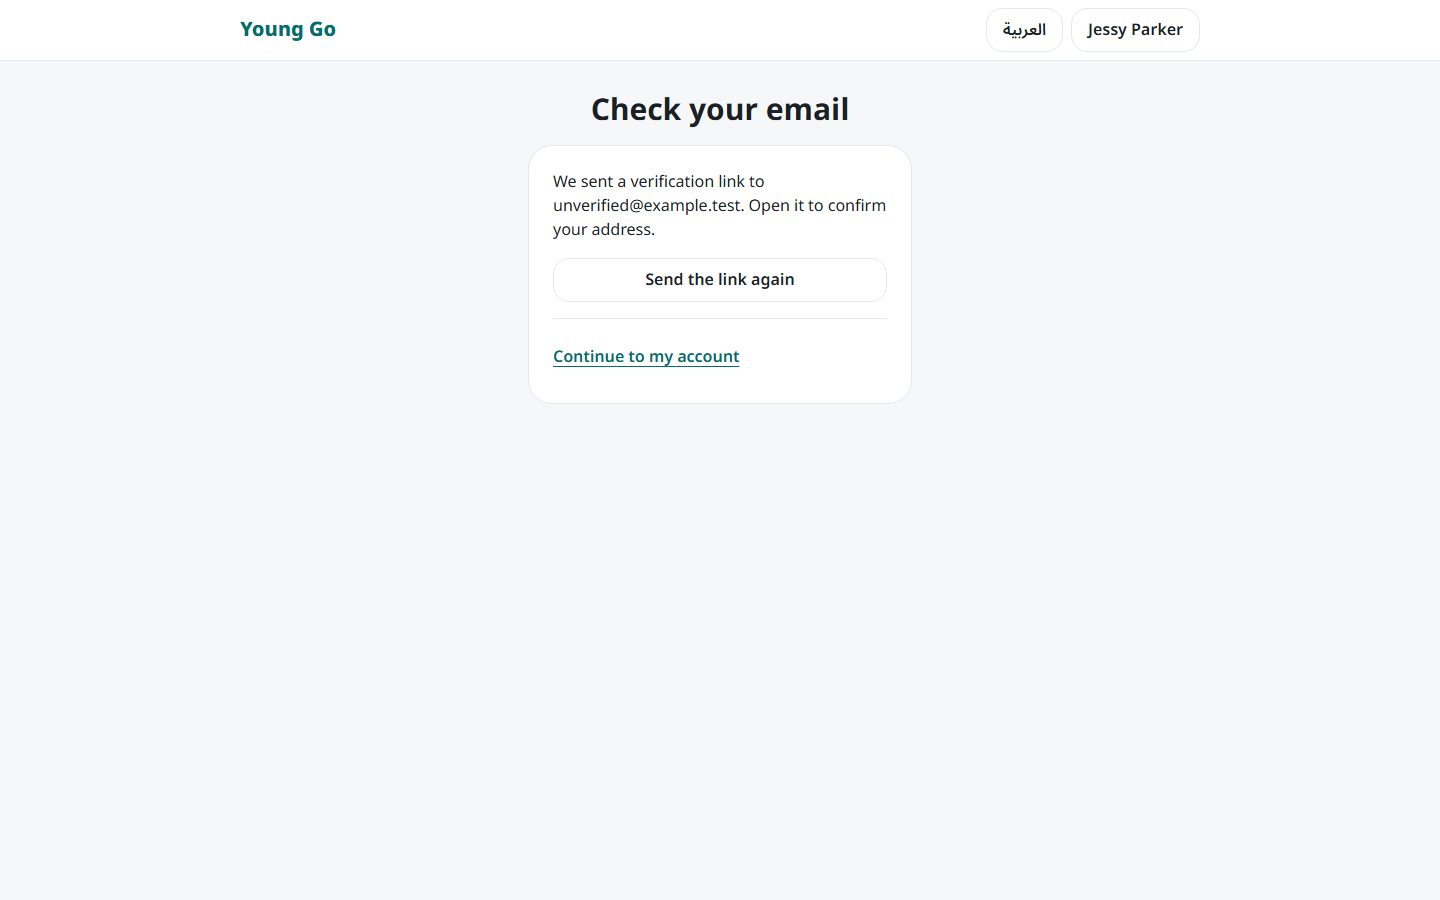 Young Go
العربية
Jessy Parker
Check your email
We sent a verification link to
unverified@example.test. Open it to confirm
your address.
Send the link again
Continue to my account